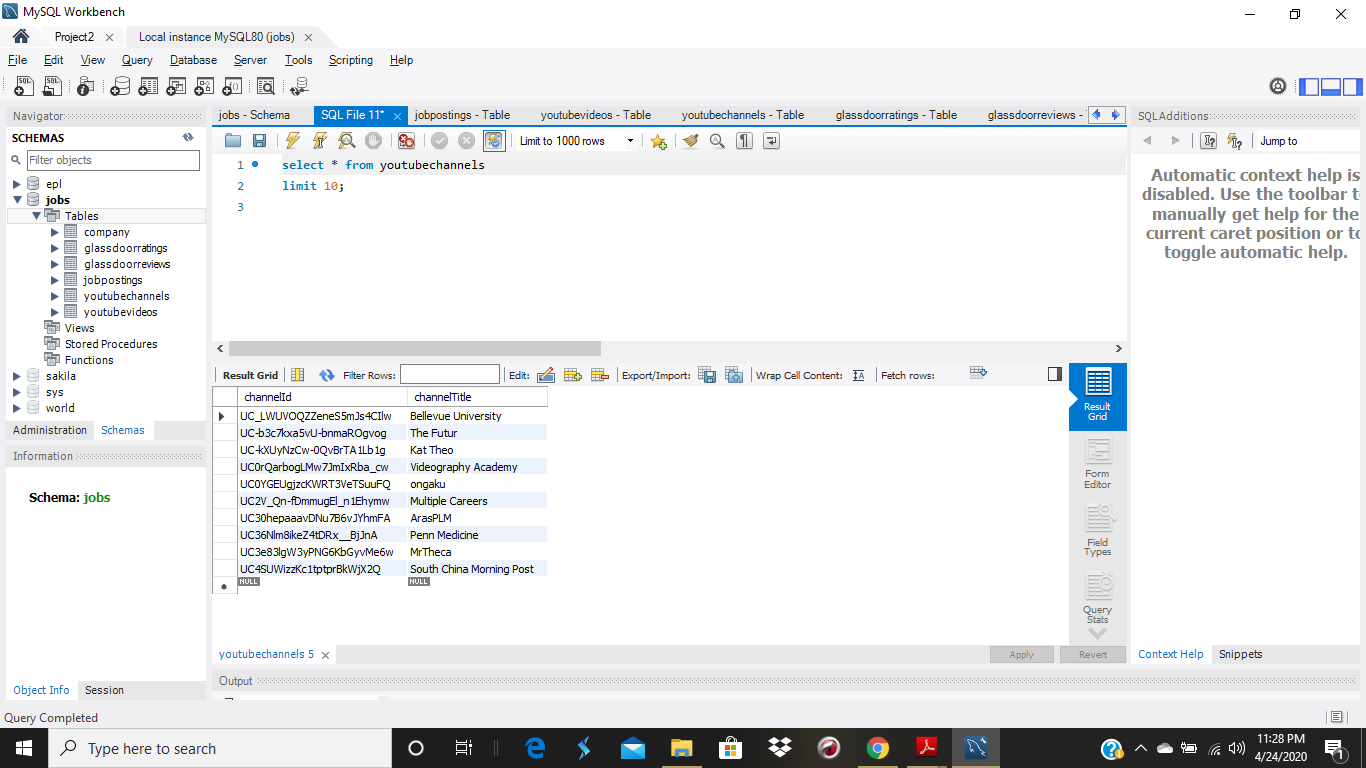 MySQL Workbench
Project2
Local instance MySQL80 (jobs)
File Edit View Query Database Server Tools Scripting Help
Navigator
SCHEMAS
Filter objects
epl
jobs
Tables
company
glassdoorratings
glassdoorreviews
jobpostings
youtubechannels
youtubevideos
Views
Stored Procedures
Functions
sakila
sys
world
Administration Schemas
Information
Schema: jobs
Object Info Session
jobs - Schema SQL File 11* jobpostings - Table youtubevideos - Table youtubechannels - Table glassdoorratings - Table glassdoorreviews -
Limit to 1000 rows
1 select * from youtubechannels
2 limit 10;
3
Result Grid Filter Rows: Edit: Export/Import: Wrap Cell Content: Fetch rows:
channelId channelTitle
UC_LWUVOQZZeneS5mJs4CIlw Bellevue University
UC-b3c7kxa5vU-bnmaROgvog The Futur
UC-kXUyNzCw-0QvBrTA1Lb1g Kat Theo
UC0rQarbogLMw7JmIxRba_cw Videography Academy
UC0YGEUgjzcKWRT3VeTSuuFQ ongaku
UC2V_Qn-fDmmugEl_n1Ehymw Multiple Careers
UC30hepaaavDNu7B6vJYhmFA ArasPLM
UC36Nlm8ikeZ4tDRx__BjJnA Penn Medicine
UC3e83lgW3yPNG6KbGyvMe6w MrTheca
UC4SUWizzKc1tptprBkWjX2Q South China Morning Post
NULL NULL
Result Grid
Form Editor
Field Types
Query Stats
youtubechannels 5
Apply Revert
Output
SQLAdditions
Jump to
Automatic context help is
disabled. Use the toolbar t
manually get help for the
current caret position or to
toggle automatic help.
Context Help Snippets
Query Completed
Type here to search
11:28 PM
4/24/2020
1